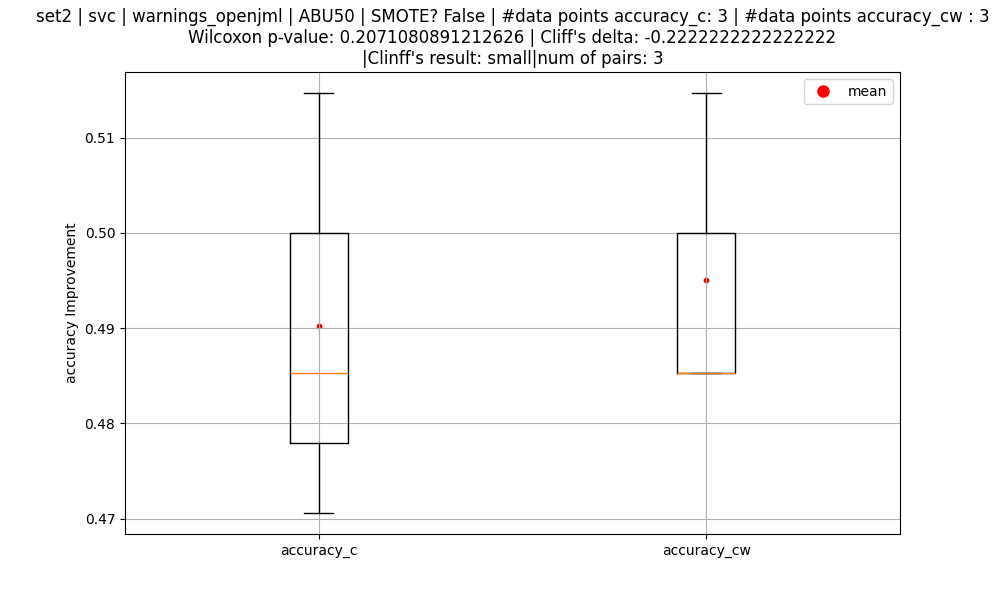 set2 | svc | warnings_openjml | ABU50 | SMOTE? False | #data points accuracy_c: 3 | #data points accuracy_cw : 3
Wilcoxon p-value: 0.2071080891212626 | Cliff's delta: -0.2222222222222222
|Clinff's result: small|num of pairs: 3
mean
0.51
0.50
0.49
0.48
0.47
accuracy Improvement
accuracy_c
accuracy_cw